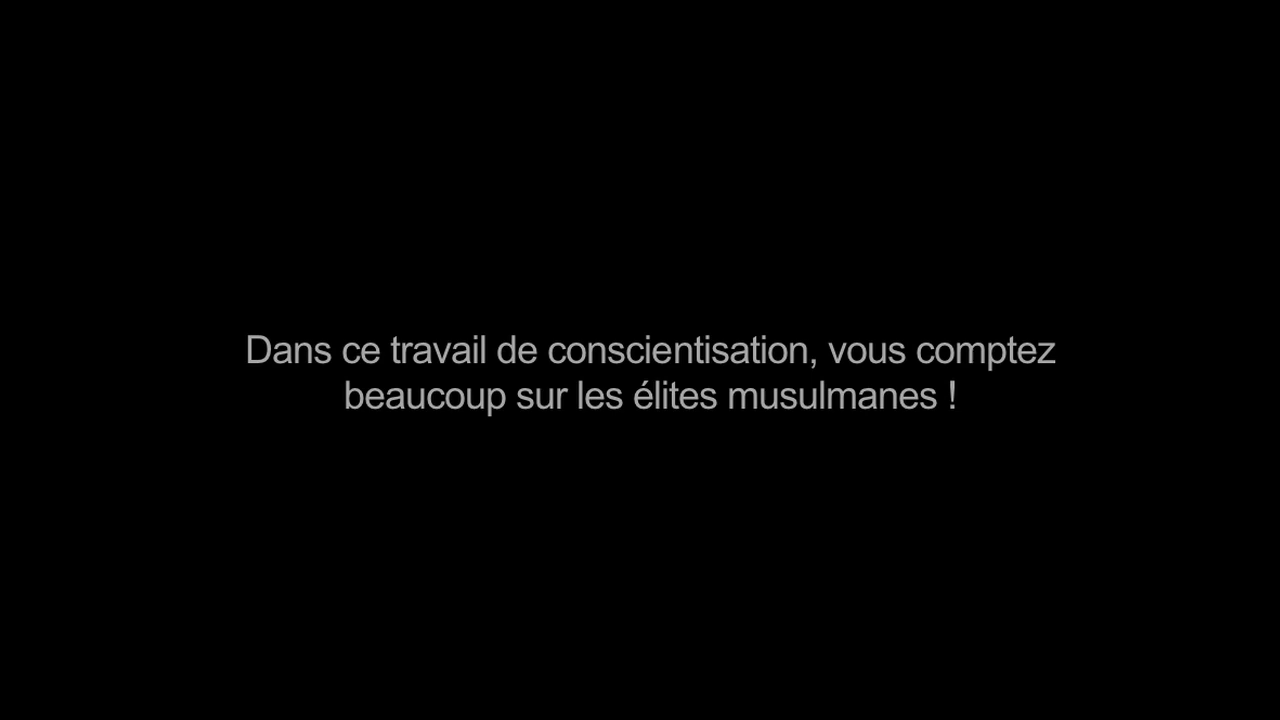 Dans ce travail de conscientisation, vous comptez
beaucoup sur les élites musulmanes !